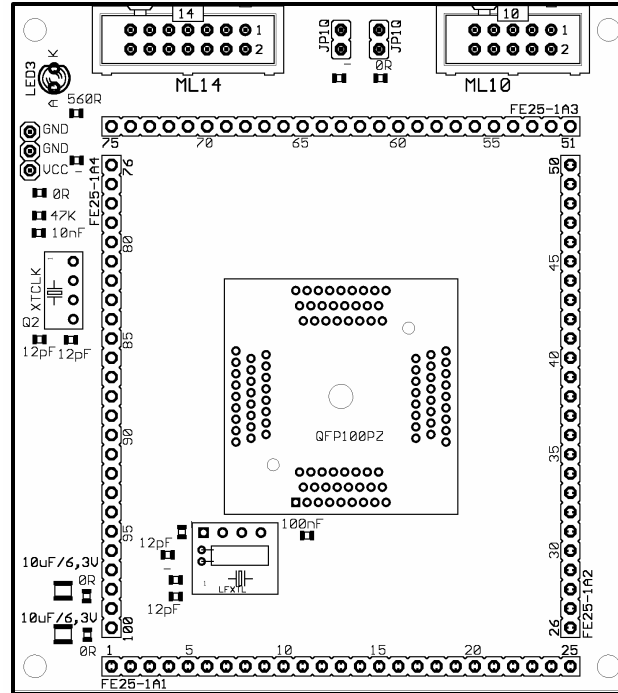 14
10
1
2
1
2
JP1Q
JP1Q
ML14
ML10
-
0R
LED3
K
A
560R
FE25-1A3
75
70
65
60
55
51
GND
GND
VCC
-
FE25-1A4
76
50
0R
47K
10nF
80
45
XTCLK
Q2
85
12pF
12pF
40
90
QFP100PZ
35
95
100nF
12pF
30
-
12pF
1
LFXTL
10uF/6,3V
0R
10uF/6,3V
0R
100
26
FE25-1A2
1
5
10
15
20
25
FE25-1A1